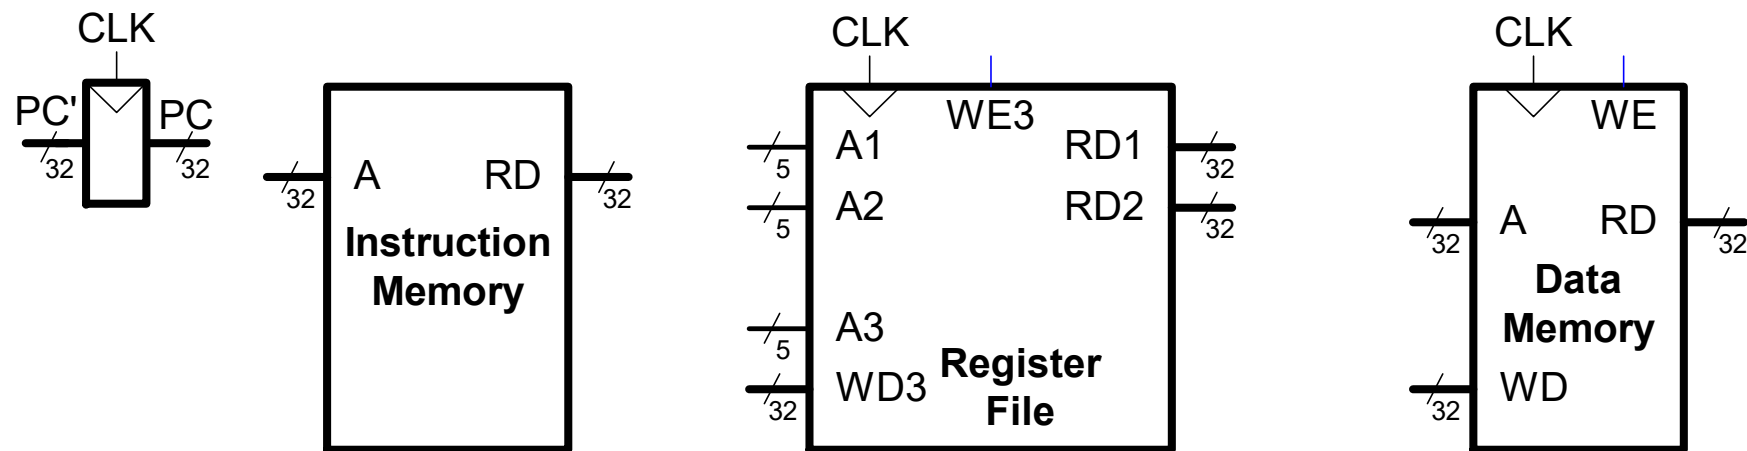 CLK
PC'
PC
32
32
A
RD
32
32
Instruction
Memory
CLK
WE3
A1
RD1
5
32
A2
RD2
5
32
A3
5
WD3
32
Register
File
CLK
WE
A
RD
32
32
Data
Memory
WD
32